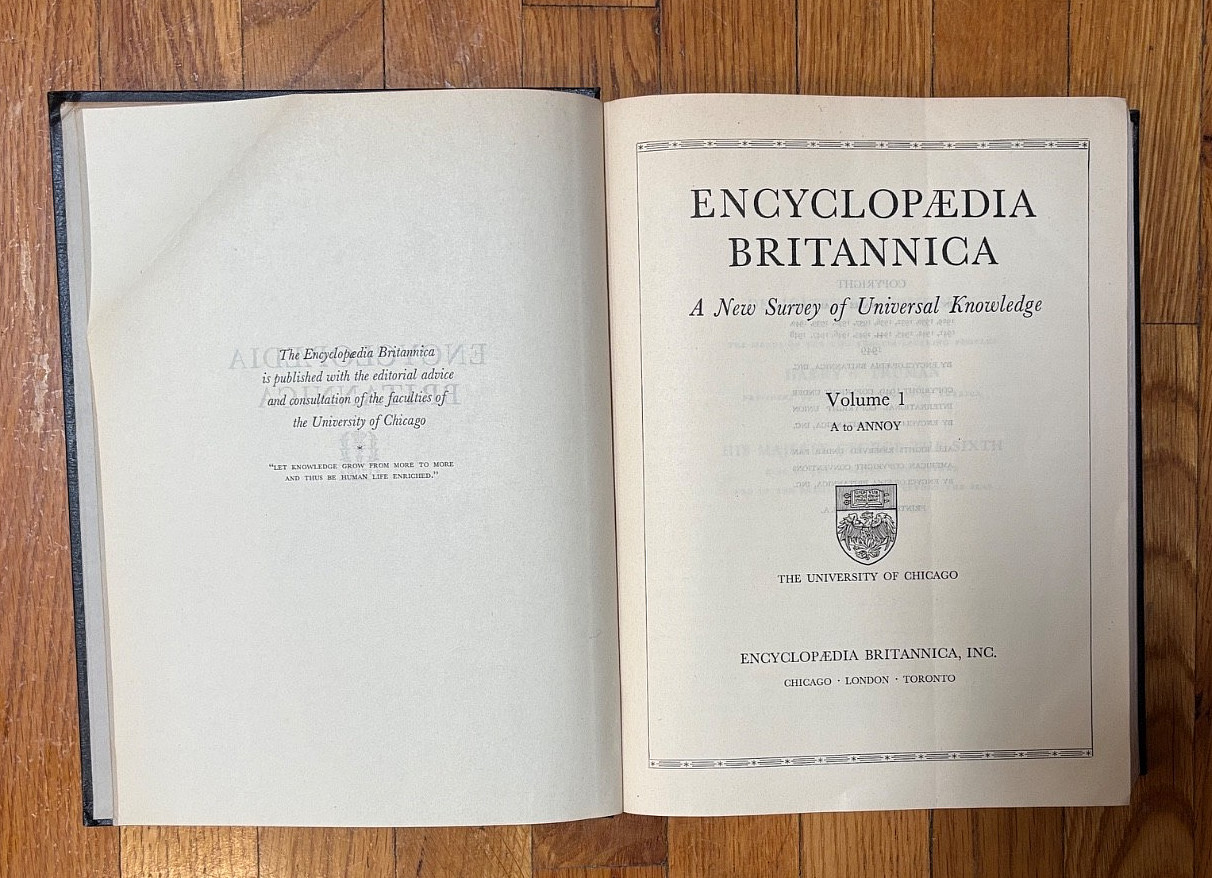 The Encyclopædia Britannica
is published with the editorial advice
and consultation of the faculties of
the University of Chicago
*
"LET KNOWLEDGE GROW FROM MORE TO MORE
AND THUS BE HUMAN LIFE ENRICHED."
ENCYCLOPÆDIA
BRITANNICA
A New Survey of Universal Knowledge
Volume 1
A to ANNOY
THE UNIVERSITY OF CHICAGO
ENCYCLOPÆDIA BRITANNICA, INC.
CHICAGO · LONDON · TORONTO